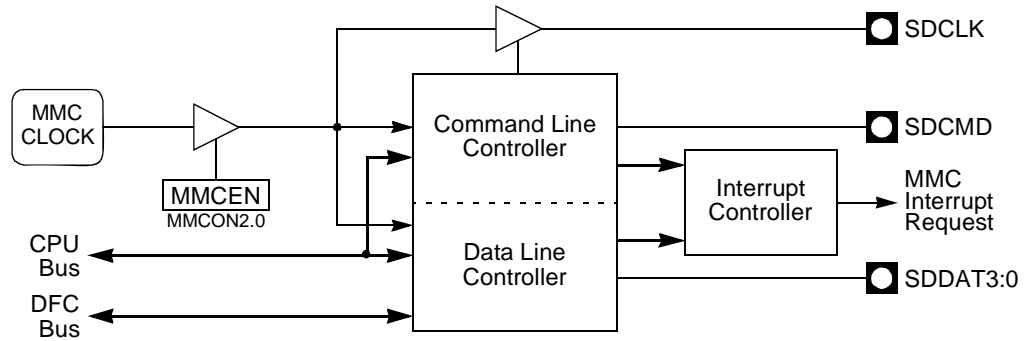 SDCLK
MMC
CLOCK
Command Line
Controller
SDCMD
MMCEN
MMCON2.0
Interrupt
Controller
MMC
Interrupt
Request
CPU
Bus
Data Line
Controller
SDDAT3:0
DFC
Bus